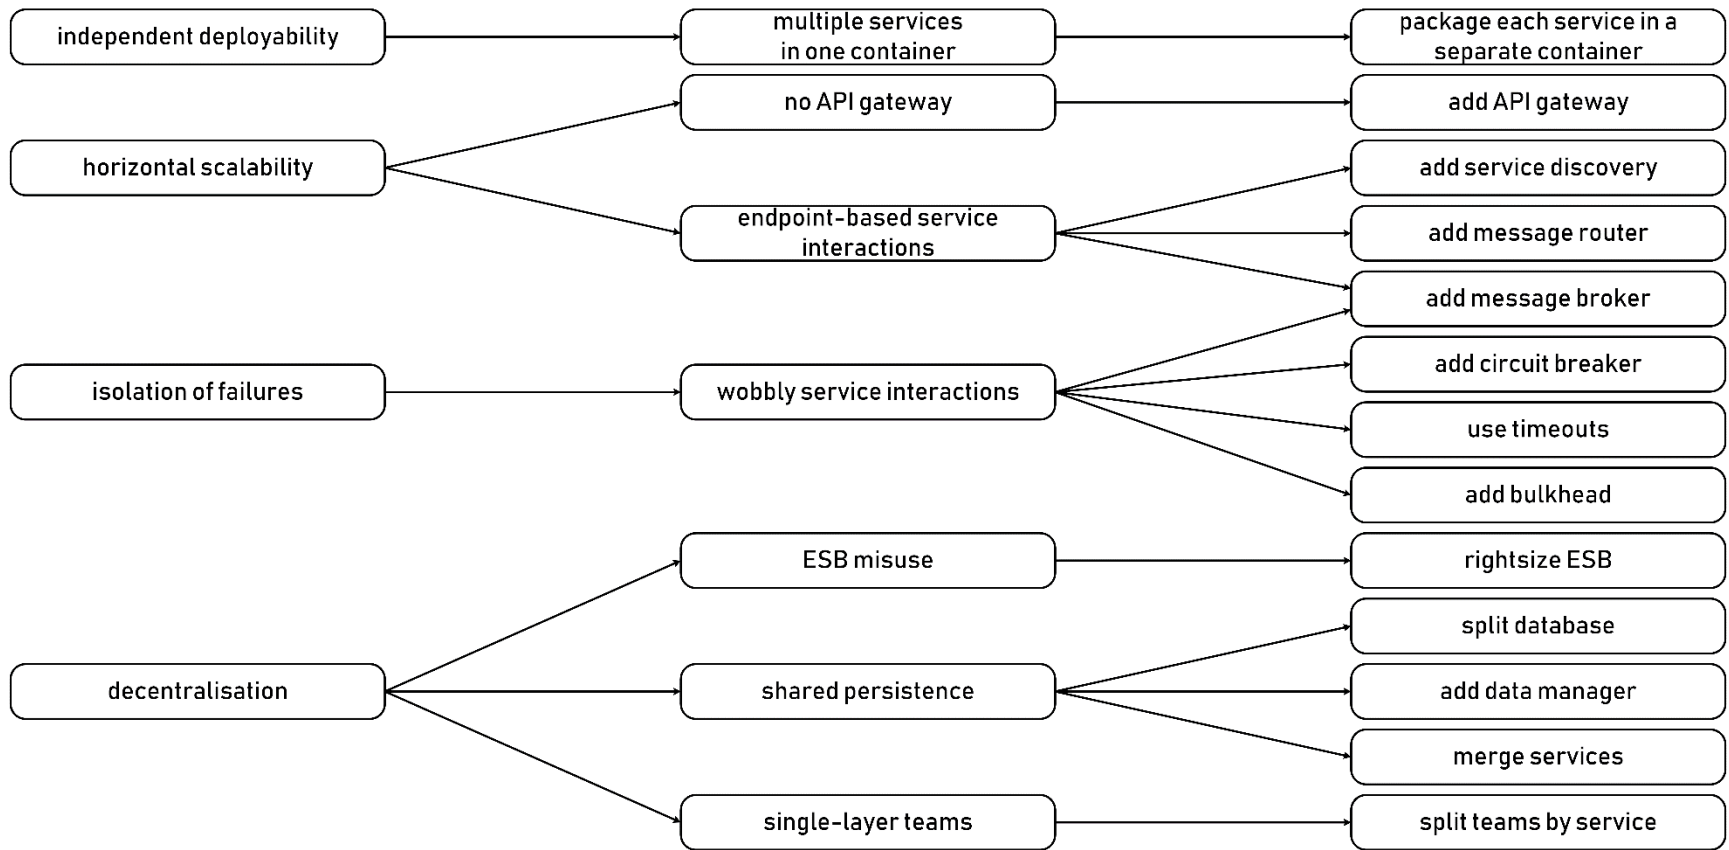 independent deployability
multiple services
in one container
package each service in a
separate container
no API gateway
add API gateway
horizontal scalability
add service discovery
endpoint-based service
interactions
add message router
add message broker
isolation of failures
wobbly service interactions
add circuit breaker
use timeouts
add bulkhead
ESB misuse
rightsize ESB
split database
decentralisation
shared persistence
add data manager
merge services
single-layer teams
split teams by service